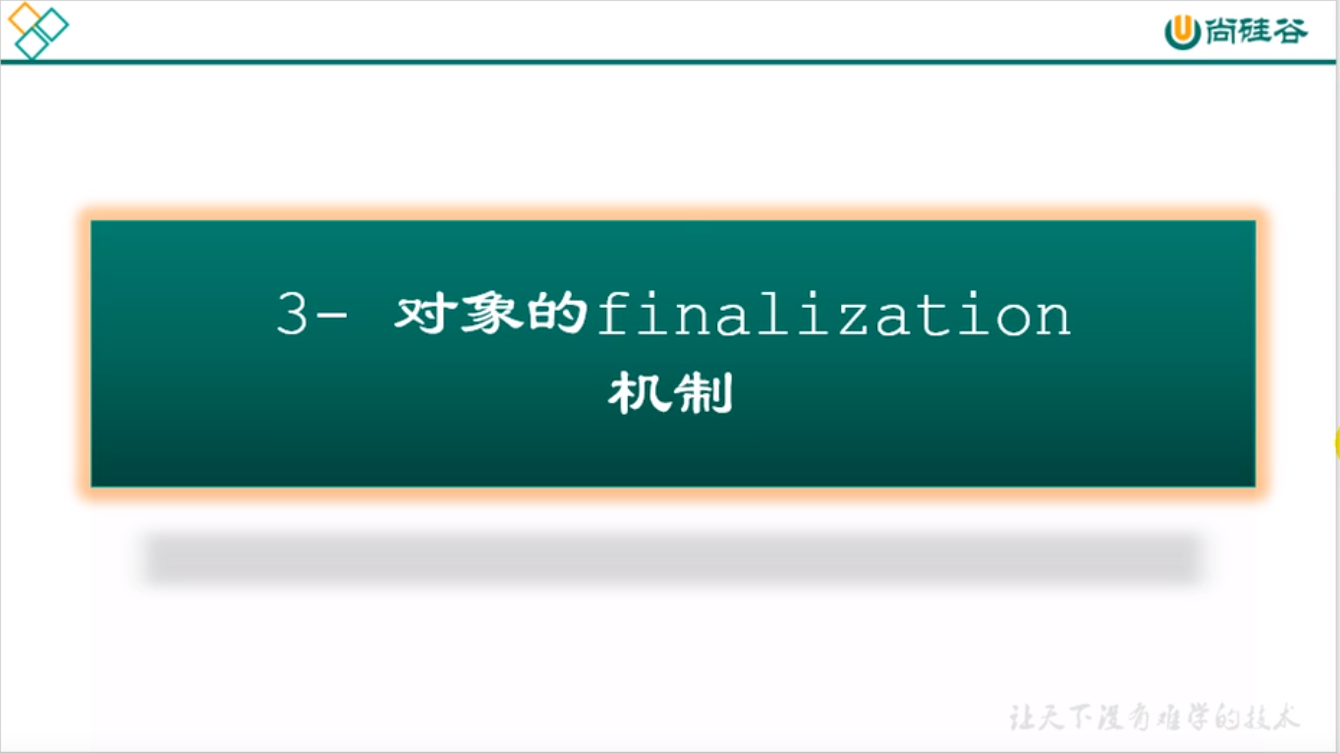 尚硅谷
3- 对象的finalization
机制
让天下没有难学的技术